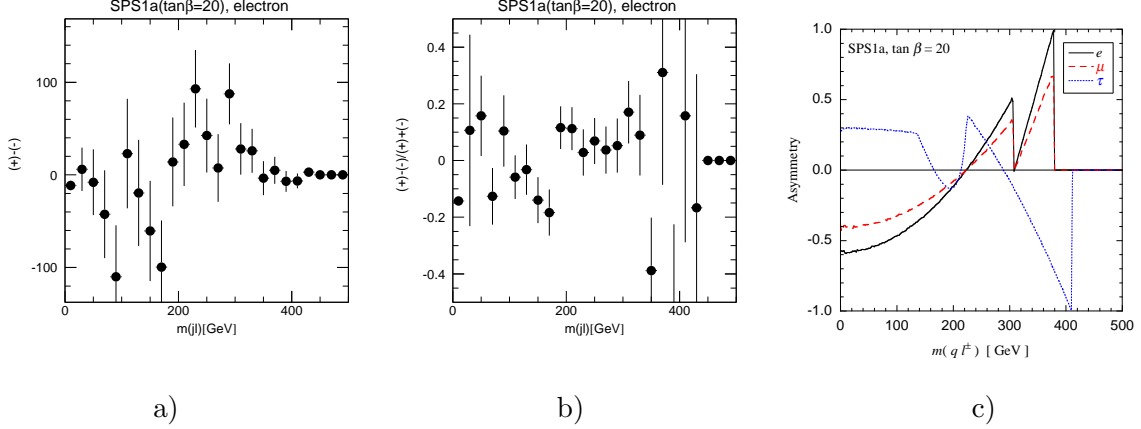 SPS1a(tanβ=20), electron
(+)-(-)
100
0
-100
0
200
400
m(jl)[GeV]
a)
SPS1a(tanβ=20), electron
(+)-(-)/(+)+(-)
0.4
0.2
0
-0.2
-0.4
0
200
400
m(jl)[GeV]
b)
SPS1a, tan β = 20
e
μ
τ
Asymmetry
1.0
0.5
0.0
-0.5
-1.0
0
100
200
300
400
500
m( q l± ) [ GeV ]
c)